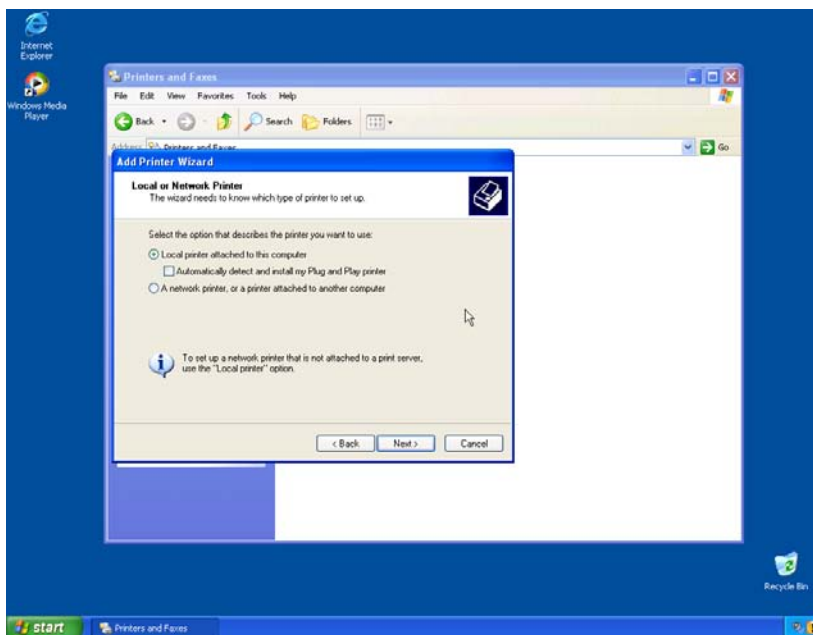 Internet
Explorer
Windows Media
Player
Printers and Faxes
File Edit View Favorites Tools Help
Back Search Folders
Address Printers and Faxes Go
Add Printer Wizard
Local or Network Printer
The wizard needs to know which type of printer to set up.
Select the option that describes the printer you want to use:
Local printer attached to this computer
Automatically detect and install my Plug and Play printer
A network printer, or a printer attached to another computer
To set up a network printer that is not attached to a print server,
use the "Local printer" option.
< Back Next > Cancel
Recycle Bin
start Printers and Faxes